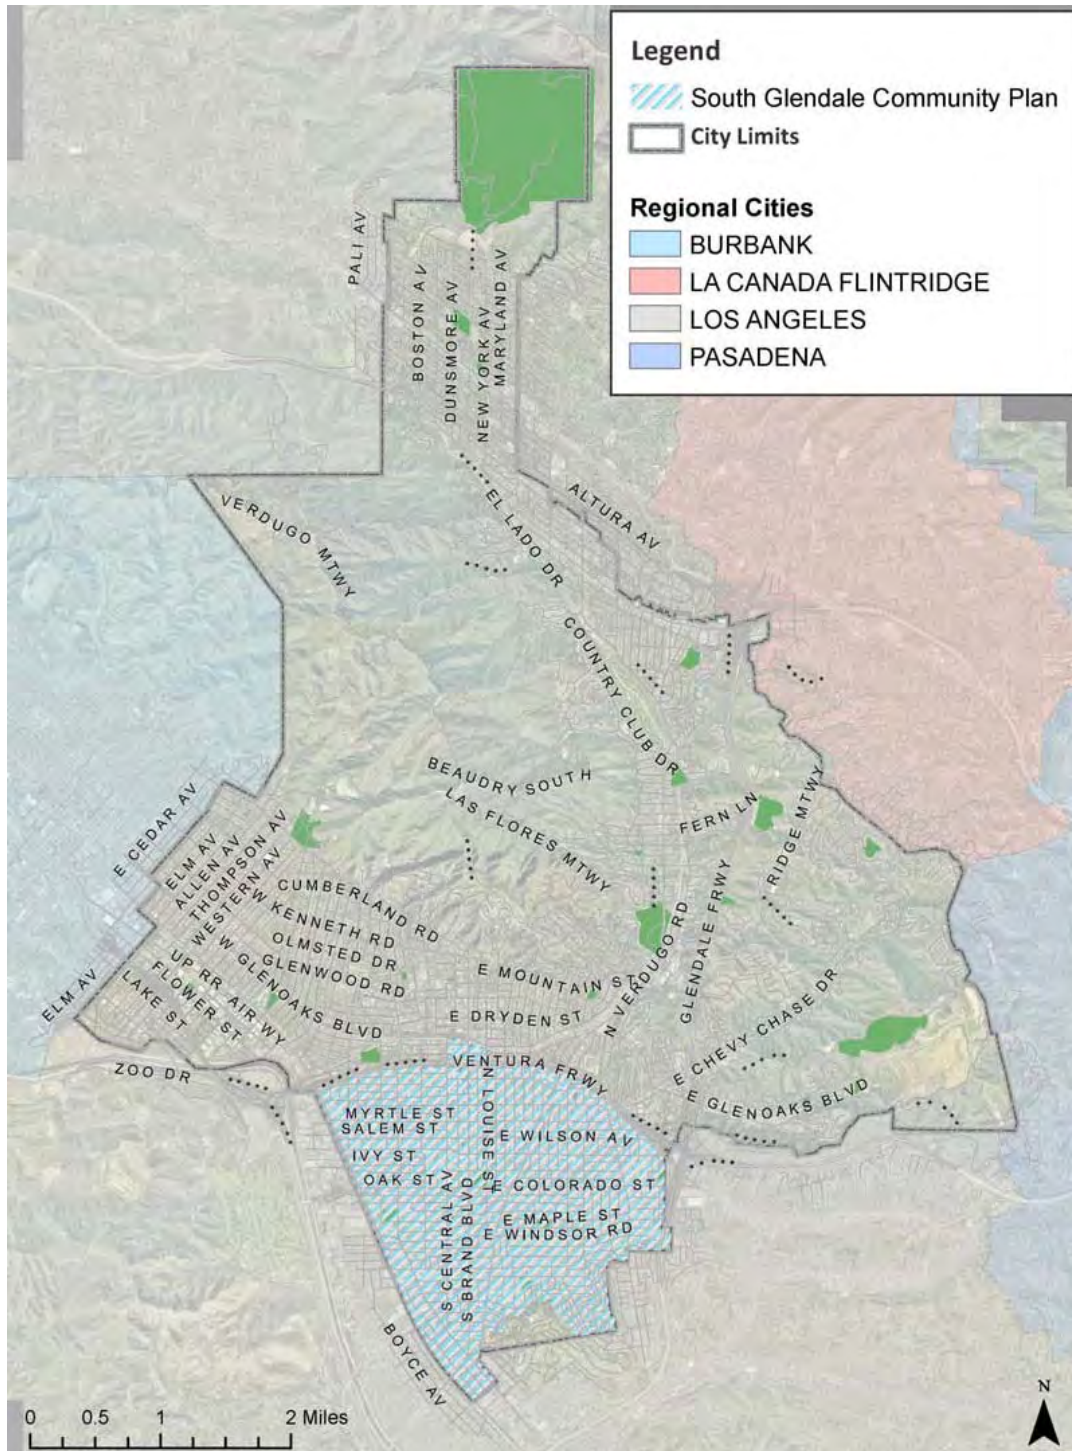 Legend
South Glendale Community Plan
City Limits
Regional Cities
BURBANK
LA CANADA FLINTRIDGE
LOS ANGELES
PASADENA
PALI AV
BOSTON AV
DUNSMORE AV
NEW YORK AV
MARYLAND AV
VERDUGO MTWY
EL LADO DR
ALTURA AV
COUNTRY CLUB DR
BEAUDRY SOUTH
LAS FLORES MTWY
FERN LN
RIDGE MTWY
E CEDAR AV
ELM AV
ALLEN AV
THOMPSON AV
WESTERN AV
CUMBERLAND RD
W KENNETH RD
OLMSTED DR
GLENWOOD RD
W GLENOAKS BLVD
UP RR AIR WY
FLOWER ST
LAKE ST
ELM AV
ZOO DR
E MOUNTAIN ST
E DRYDEN ST
N VERDUGO RD
GLENDALE FRWY
E CHEVY CHASE DR
E GLENOAKS BLVD
VENTURA FRWY
N LOUISE ST
MYRTLE ST
SALEM ST
IVY ST
OAK ST
E WILSON AV
E COLORADO ST
E MAPLE ST
E WINDSOR RD
S CENTRAL AV
S BRAND BLVD
BOYCE AV
0 0.5 1 2 Miles
N